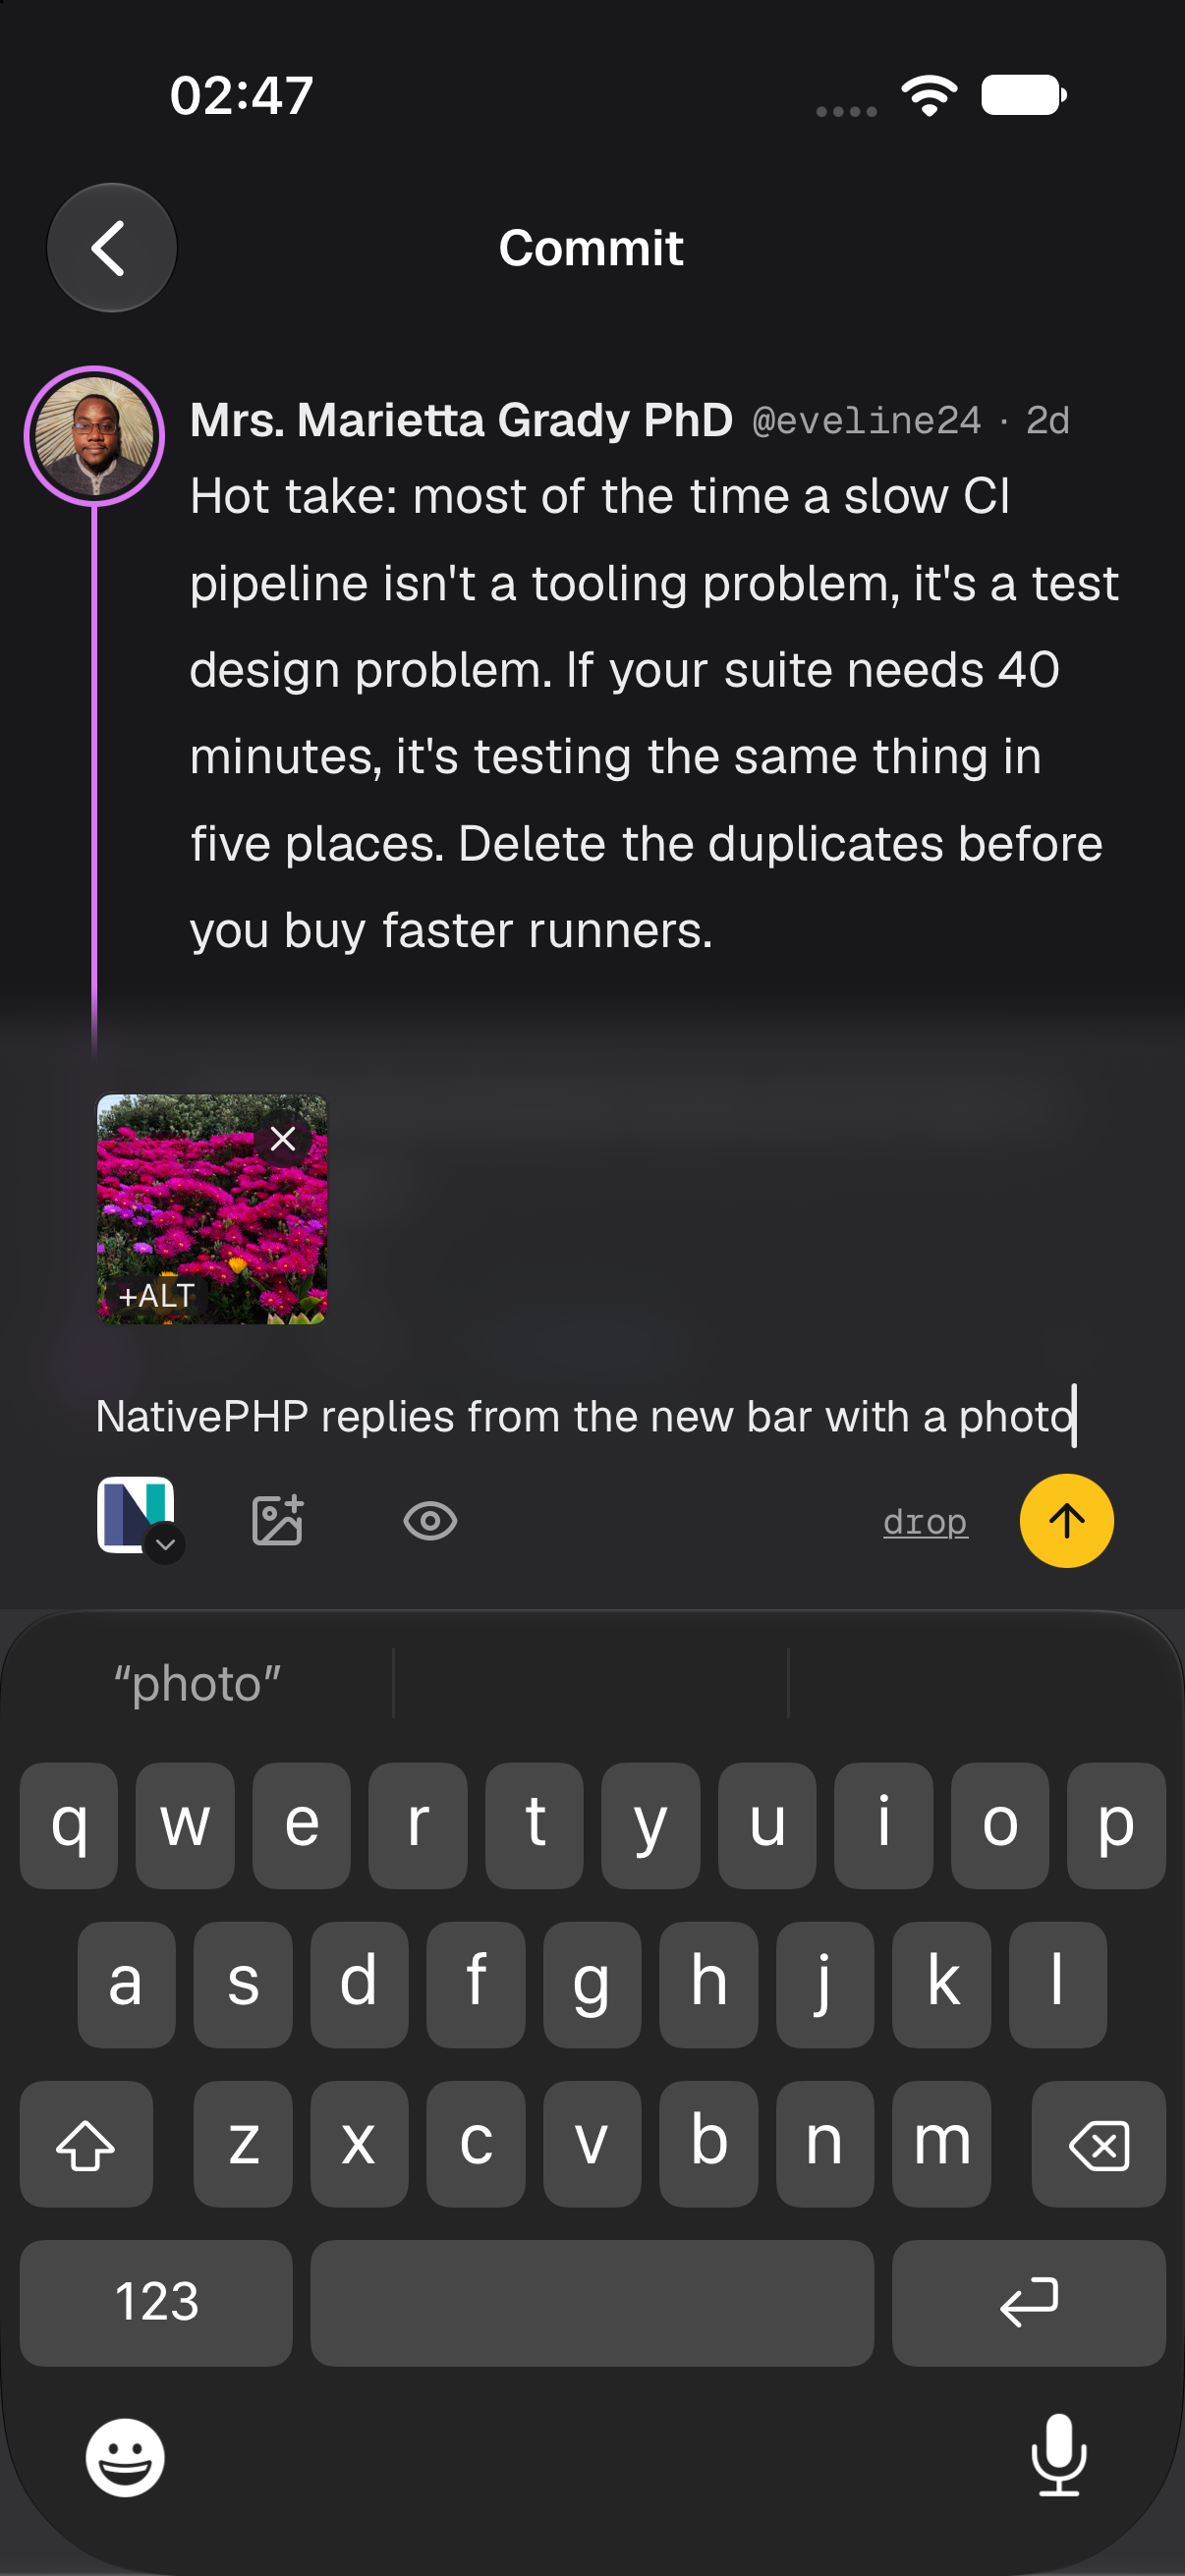 02:47
Commit
Mrs. Marietta Grady PhD @eveline24 · 2d
Hot take: most of the time a slow CI
pipeline isn't a tooling problem, it's a test
design problem. If your suite needs 40
minutes, it's testing the same thing in
five places. Delete the duplicates before
you buy faster runners.
+ALT
NativePHP replies from the new bar with a photo
drop
“photo”
q w e r t y u i o p
a s d f g h j k l
z x c v b n m
123